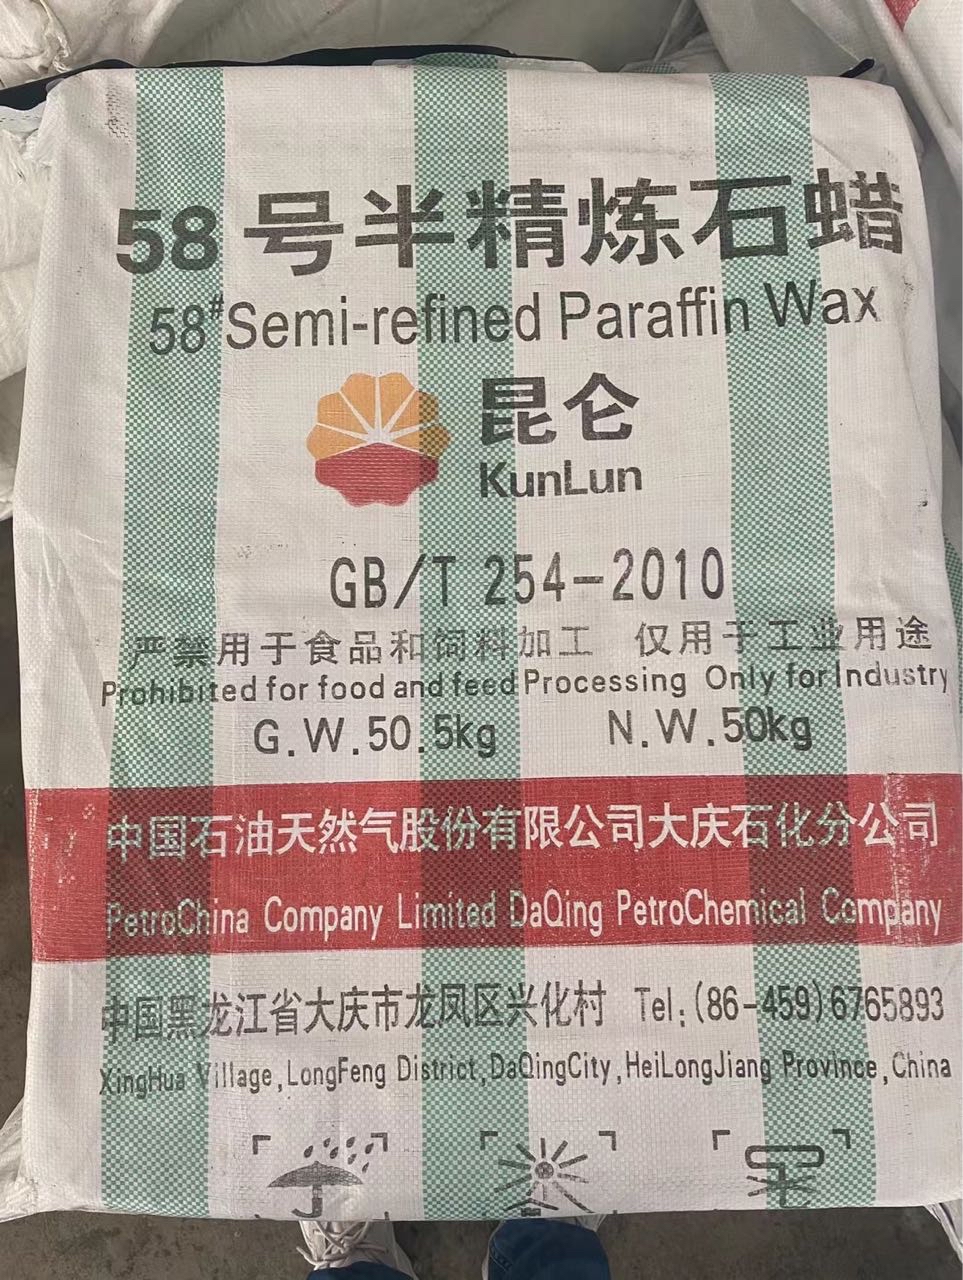 58号半精炼石蜡
58#Semi-refined Paraffin Wax
昆仑
KunLun
GB/T 254-2010
严禁用于食品和饲料加工 仅用于工业用途
Prohibited for food and feed Processing Only for Industry
G.W.50.5kg N.W.50kg
中国石油天然气股份有限公司大庆石化分公司
PetroChina Company Limited DaQing PetroChemical Company
中国黑龙江省大庆市龙凤区兴化村 Tel:(86-459)6765893
XingHua Village,LongFeng District,DaQingCity,HeiLongJiang Province,China